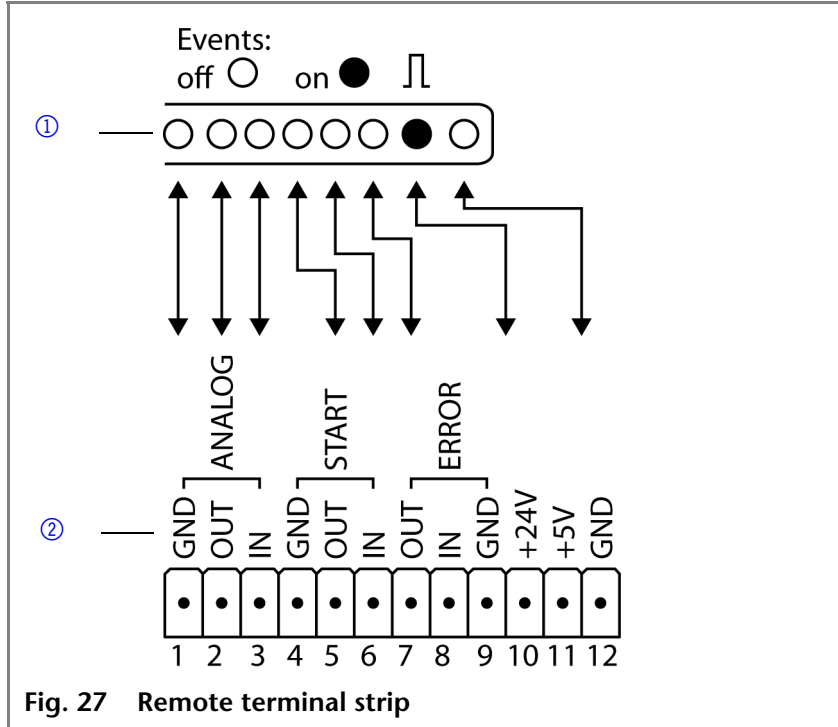 Events:
off on
①
ANALOG START ERROR
② GND OUT IN GND OUT IN OUT IN GND +24V +5V GND
1 2 3 4 5 6 7 8 9 10 11 12
Fig. 27 Remote terminal strip